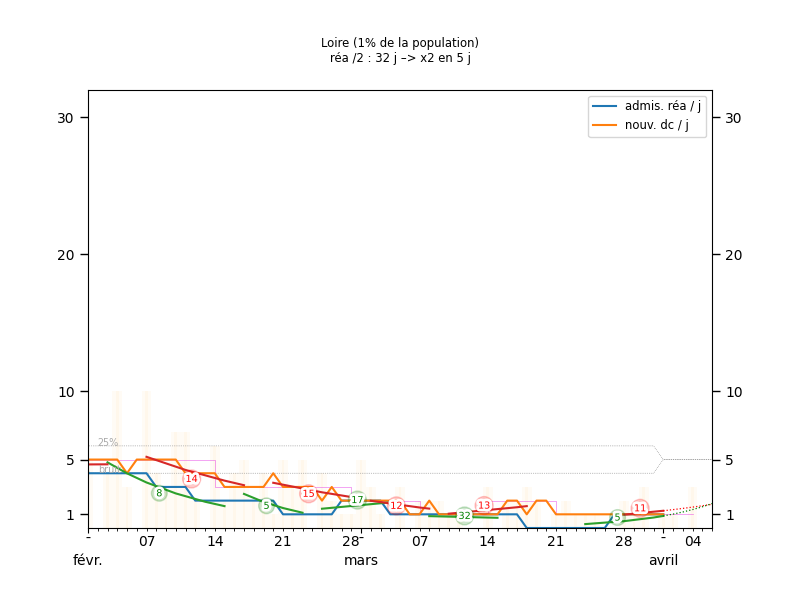 Loire (1% de la population)
réa /2 : 32 j –> x2 en 5 j
admis. réa / j
nouv. dc / j
30 30
20 20
10 10
5 5
1 1
25%
14
8
5
15
17
12
32
13
5
11
- 07 14 21 28 - 07 14 21 28 - 04
févr. mars avril